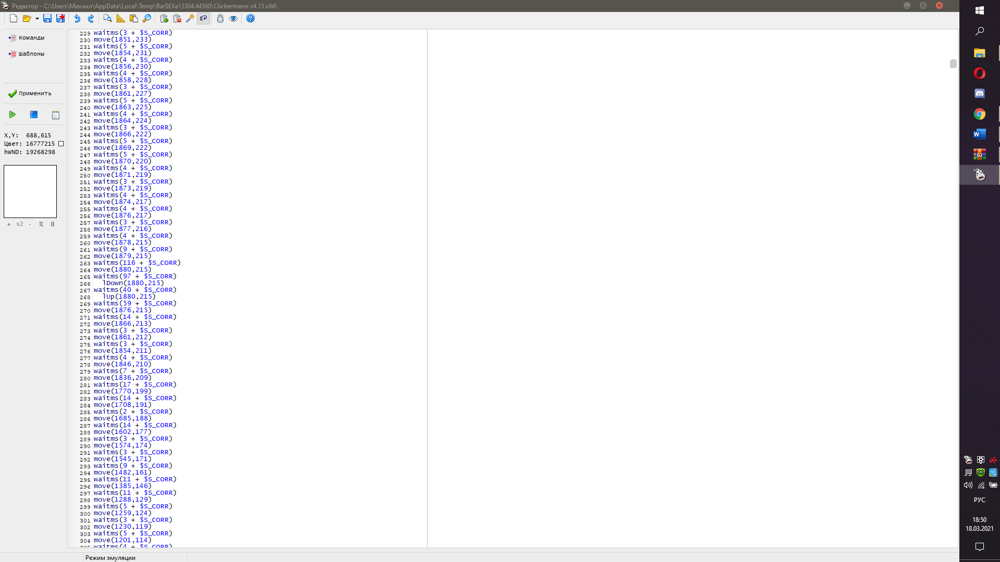 Редактор - C:\Users\Михаил\AppData\Local\Temp\Rar$EXa13304.44560\Clickermann v4.13 x64\
Команды
Шаблоны
Применить
X,Y: 688,615
Цвет: 16777215
hWND: 19268298
+ x2 - % 0
229 waitms(3 + $S_CORR)
230 move(1851,233)
231 waitms(5 + $S_CORR)
232 move(1854,231)
233 waitms(4 + $S_CORR)
234 move(1856,230)
235 waitms(4 + $S_CORR)
236 move(1858,228)
237 waitms(3 + $S_CORR)
238 move(1861,227)
239 waitms(5 + $S_CORR)
240 move(1863,225)
241 waitms(4 + $S_CORR)
242 move(1864,224)
243 waitms(3 + $S_CORR)
244 move(1866,222)
245 waitms(5 + $S_CORR)
246 move(1869,222)
247 waitms(5 + $S_CORR)
248 move(1870,220)
249 waitms(4 + $S_CORR)
250 move(1871,219)
251 waitms(3 + $S_CORR)
252 move(1873,219)
253 waitms(4 + $S_CORR)
254 move(1874,217)
255 waitms(4 + $S_CORR)
256 move(1876,217)
257 waitms(3 + $S_CORR)
258 move(1877,216)
259 waitms(4 + $S_CORR)
260 move(1878,215)
261 waitms(9 + $S_CORR)
262 move(1879,215)
263 waitms(116 + $S_CORR)
264 move(1880,215)
265 waitms(97 + $S_CORR)
266 lDown(1880,215)
267 waitms(40 + $S_CORR)
268 lUp(1880,215)
269 waitms(59 + $S_CORR)
270 move(1876,215)
271 waitms(14 + $S_CORR)
272 move(1866,213)
273 waitms(3 + $S_CORR)
274 move(1861,212)
275 waitms(3 + $S_CORR)
276 move(1854,211)
277 waitms(4 + $S_CORR)
278 move(1846,210)
279 waitms(7 + $S_CORR)
280 move(1836,209)
281 waitms(17 + $S_CORR)
282 move(1770,199)
283 waitms(14 + $S_CORR)
284 move(1708,191)
285 waitms(2 + $S_CORR)
286 move(1685,188)
287 waitms(14 + $S_CORR)
288 move(1602,177)
289 waitms(3 + $S_CORR)
290 move(1574,174)
291 waitms(3 + $S_CORR)
292 move(1545,171)
293 waitms(9 + $S_CORR)
294 move(1482,161)
295 waitms(11 + $S_CORR)
296 move(1385,146)
297 waitms(11 + $S_CORR)
298 move(1288,129)
299 waitms(5 + $S_CORR)
300 move(1259,124)
301 waitms(3 + $S_CORR)
302 move(1230,119)
303 waitms(5 + $S_CORR)
304 move(1201,114)
305 waitms(4 + $S_CORR)
Режим эмуляции
РУС
18:50
18.03.2021